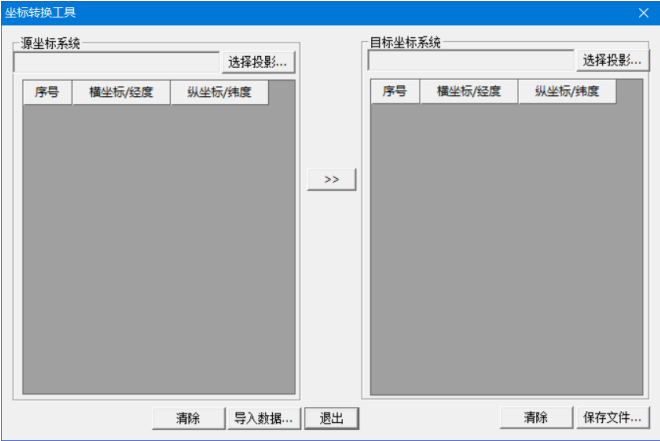 坐标转换工具
源坐标系统
选择投影...
序号 横坐标/经度 纵坐标/纬度
>>
目标坐标系统
选择投影...
序号 横坐标/经度 纵坐标/纬度
清除 导入数据... 退出
清除 保存文件...